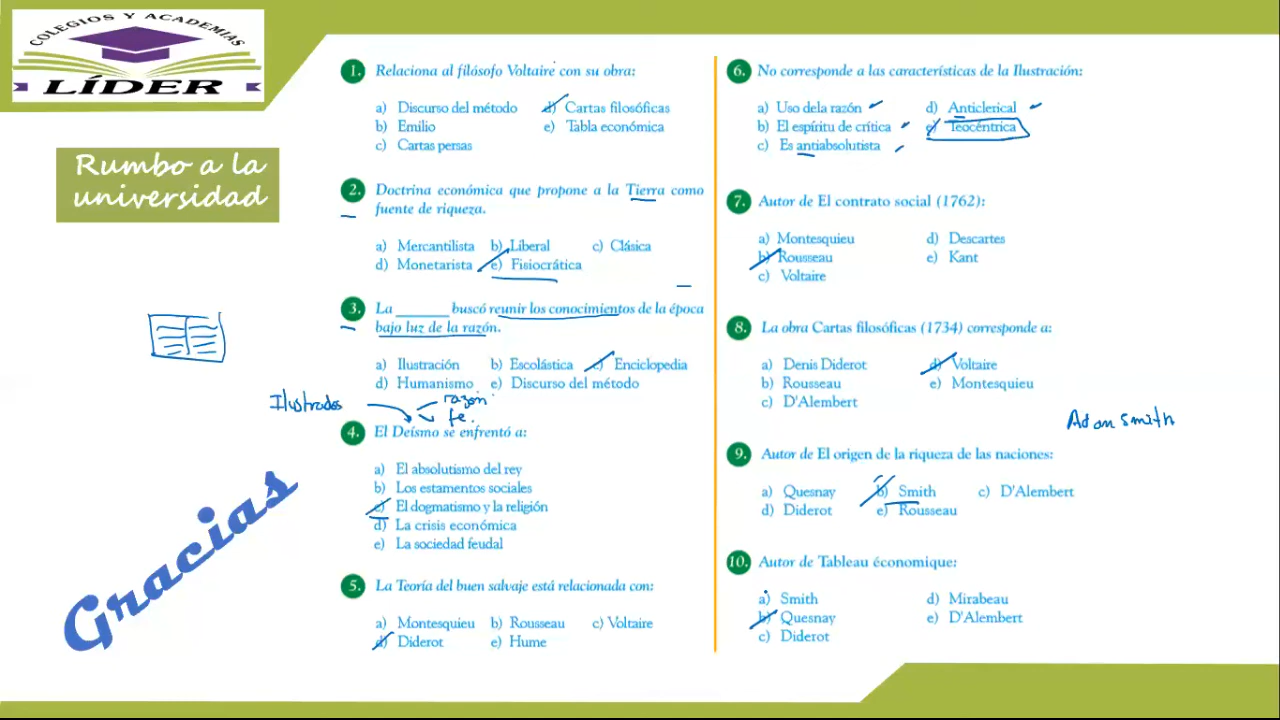 COLEGIOS Y ACADEMIAS
LÍDER
Rumbo a la
universidad
Gracias
1. Relaciona al filósofo Voltaire con su obra:
a) Discurso del método d) Cartas filosóficas
b) Emilio e) Tabla económica
c) Cartas persas
2. Doctrina económica que propone a la Tierra como
fuente de riqueza.
a) Mercantilista b) Liberal c) Clásica
d) Monetarista e) Fisiocrática
3. La ______ buscó reunir los conocimientos de la época
bajo luz de la razón.
a) Ilustración b) Escolástica c) Enciclopedia
d) Humanismo e) Discurso del método
Ilustrados razón
fe.
4. El Deísmo se enfrentó a:
a) El absolutismo del rey
b) Los estamentos sociales
c) El dogmatismo y la religión
d) La crisis económica
e) La sociedad feudal
5. La Teoría del buen salvaje está relacionada con:
a) Montesquieu b) Rousseau c) Voltaire
d) Diderot e) Hume
6. No corresponde a las características de la Ilustración:
a) Uso dela razón d) Anticlerical
b) El espíritu de crítica e) Teocéntrica
c) Es antiabsolutista
7. Autor de El contrato social (1762):
a) Montesquieu d) Descartes
b) Rousseau e) Kant
c) Voltaire
8. La obra Cartas filosóficas (1734) corresponde a:
a) Denis Diderot d) Voltaire
b) Rousseau e) Montesquieu
c) D'Alembert
Adan smith
9. Autor de El origen de la riqueza de las naciones:
a) Quesnay b) Smith c) D'Alembert
d) Diderot e) Rousseau
10. Autor de Tableau économique:
a) Smith d) Mirabeau
b) Quesnay e) D'Alembert
c) Diderot